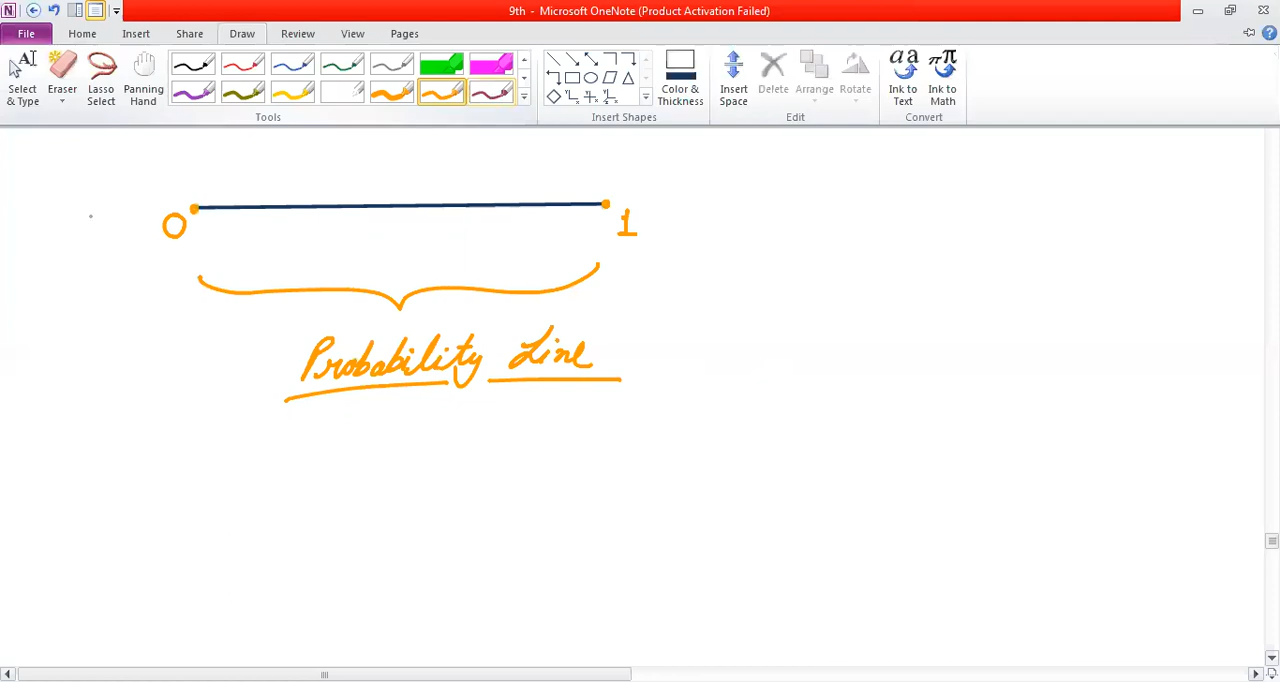 9th - Microsoft OneNote (Product Activation Failed)
File Home Insert Share Draw Review View Pages
Select & Type Eraser Lasso Select Panning Hand Color & Thickness Insert Space Delete Arrange Rotate Ink to Text Ink to Math
Tools Insert Shapes Edit Convert
0 1
Probability Line